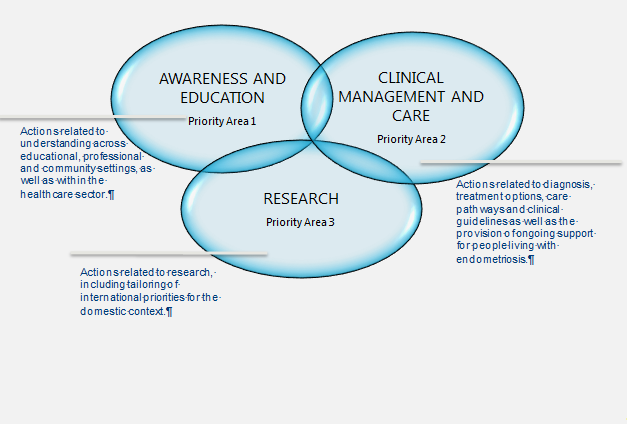 AWARENESS AND
EDUCATION
Priority Area 1
CLINICAL
MANAGEMENT AND
CARE
Priority Area 2
RESEARCH
Priority Area 3
Actions·related·to·
understanding·across·
educational,·professional·
and·community·settings,·as·
well·as·within·the·
healthcare·sector.¶
Actions·related·to·diagnosis,·
treatment·options,·care·
pathways·and·clinical·
guidelines·as·well·as·the·
provision·of·ongoing·support·
for·people·living·with·
endometriosis.¶
Actions·related·to·research,·
including·tailoring·of·
international·priorities·for·the·
domestic·context.¶